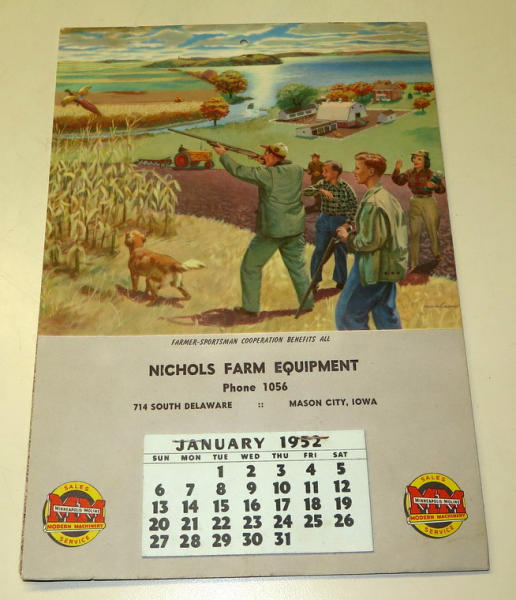 FARMER-SPORTSMAN COOPERATION BENEFITS ALL
NICHOLS FARM EQUIPMENT
Phone 1056
714 SOUTH DELAWARE :: MASON CITY, IOWA
JANUARY 1952
SUN MON TUE WED THU FRI SAT
1 2 3 4 5
6 7 8 9 10 11 12
13 14 15 16 17 18 19
20 21 22 23 24 25 26
27 28 29 30 31
SALES
MM
MINNEAPOLIS-MOLINE
MODERN MACHINERY
SERVICE
SALES
MM
MINNEAPOLIS-MOLINE
MODERN MACHINERY
SERVICE